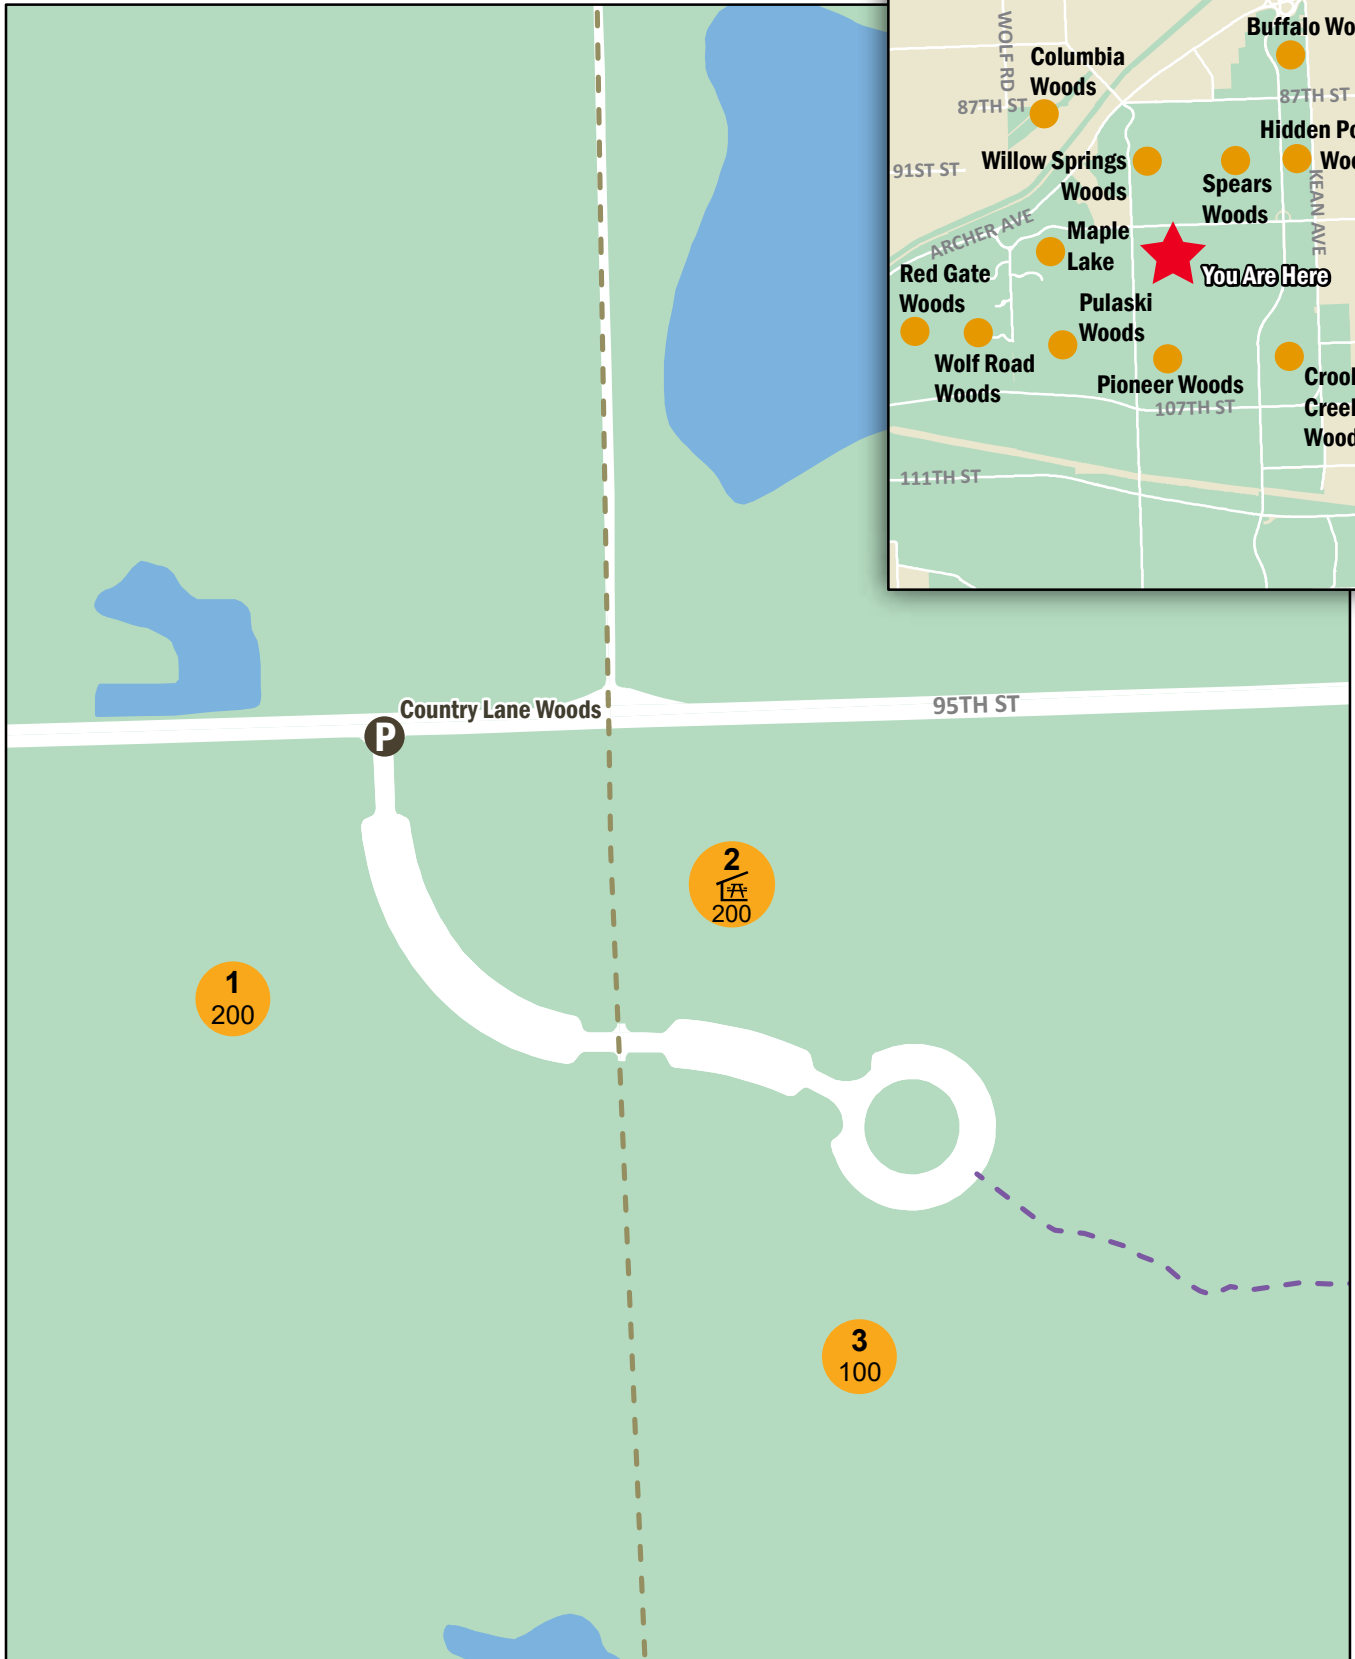 WOLF RD
Buffalo Wo
Columbia
Woods
87TH ST
87TH ST
Hidden Po
Woo
91ST ST
Willow Springs
Woods
Spears
Woods
KEAN AVE
ARCHER AVE
Maple
Lake
You Are Here
Red Gate
Woods
Pulaski
Woods
Wolf Road
Woods
Pioneer Woods
Crook
Creek
Wood
107TH ST
111TH ST
Country Lane Woods
P
95TH ST
2
200
1
200
3
100